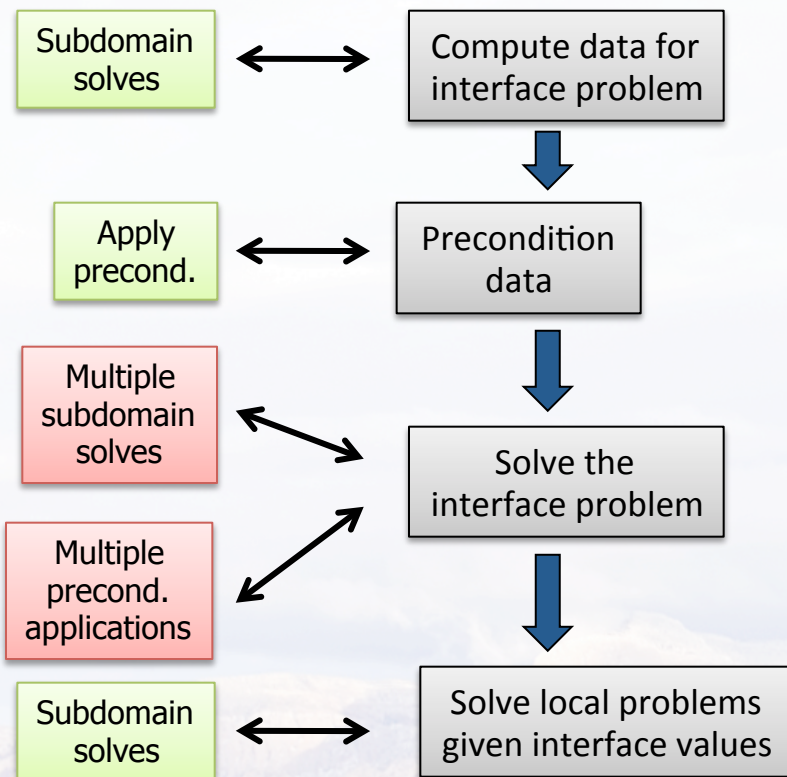 Subdomain
solves
Compute data for
interface problem
Apply
precond.
Precondition
data
Multiple
subdomain
solves
Solve the
interface problem
Multiple
precond.
applications
Subdomain
solves
Solve local problems
given interface values